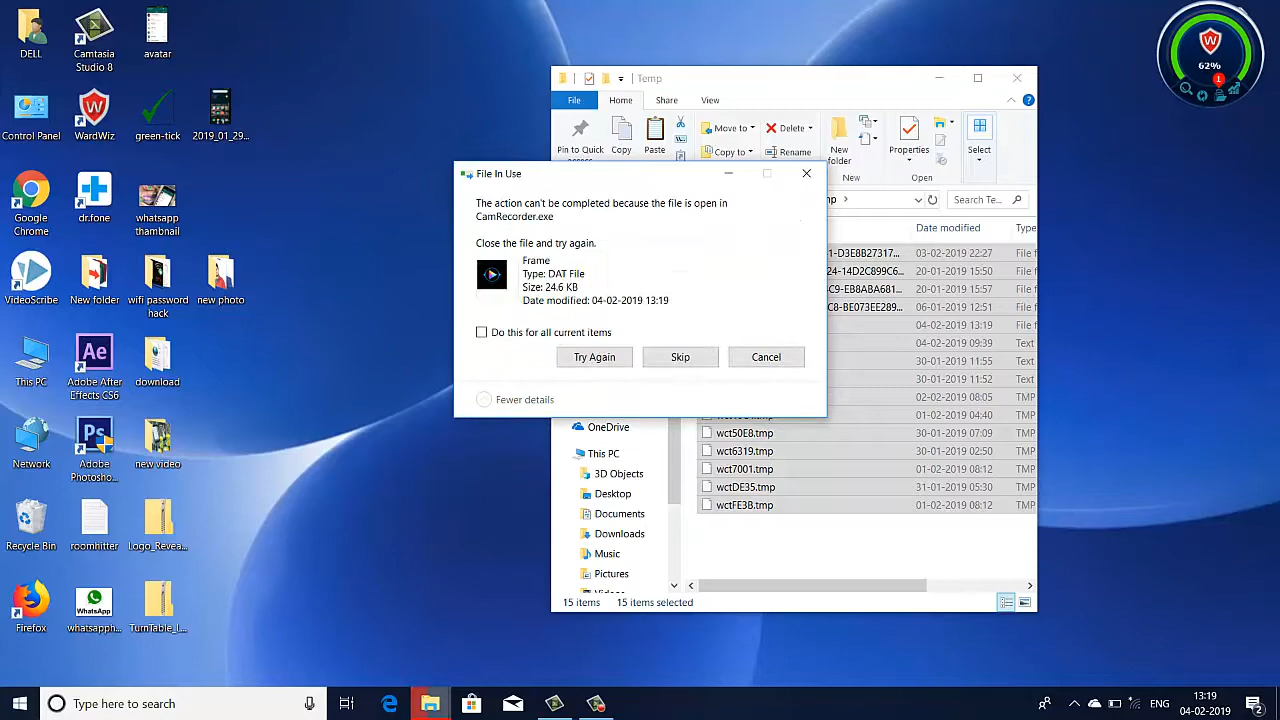 DELL
Camtasia
Studio 8
avatar
Control Panel
WardWiz
green-tick
2019_01_29...
Google
Chrome
dr.fone
whatsapp
thumbnail
VideoScribe
New folder
wifi password
hack
new photo
This PC
Adobe After
Effects CS6
download
Network
Adobe
Photosho...
new video
Recycle Bin
roomhitter
Logo_Revea...
Firefox
WhatsApp
whatsapph...
TurnTable_L...
62%
1
Temp
File
Home
Share
View
Pin to Quick
Copy
Paste
Move to
Copy to
Delete
Rename
New
folder
Properties
Select
New
Open
Search Te...
Date modified
Type
1-D3E8B27317...
03-02-2019 22:27
File f
24-14D2C899C6...
20-01-2019 15:50
File f
C9-EB8ABA681...
20-01-2019 15:57
File f
C8-BE073EE289...
06-01-2019 12:51
File f
04-02-2019 13:19
File f
04-02-2019 09:39
Text
30-01-2019 11:55
Text
30-01-2019 11:52
Text
02-02-2019 08:05
TMP
01-02-2019 04:40
TMP
wct50E8.tmp
30-01-2019 07:09
TMP
wct6319.tmp
30-01-2019 02:50
TMP
wct7001.tmp
01-02-2019 08:12
TMP
wctDE35.tmp
31-01-2019 05:30
TMP
wctFE3B.tmp
01-02-2019 08:12
TMP
OneDrive
This PC
3D Objects
Desktop
Documents
Downloads
Music
Pictures
15 items
15 items selected
File In Use
The action can't be completed because the file is open in
CamRecorder.exe
Close the file and try again.
Frame
Type: DAT File
Size: 24.6 KB
Date modified: 04-02-2019 13:19
Do this for all current items
Try Again
Skip
Cancel
Fewer details
Type here to search
ENG
13:19
04-02-2019
2